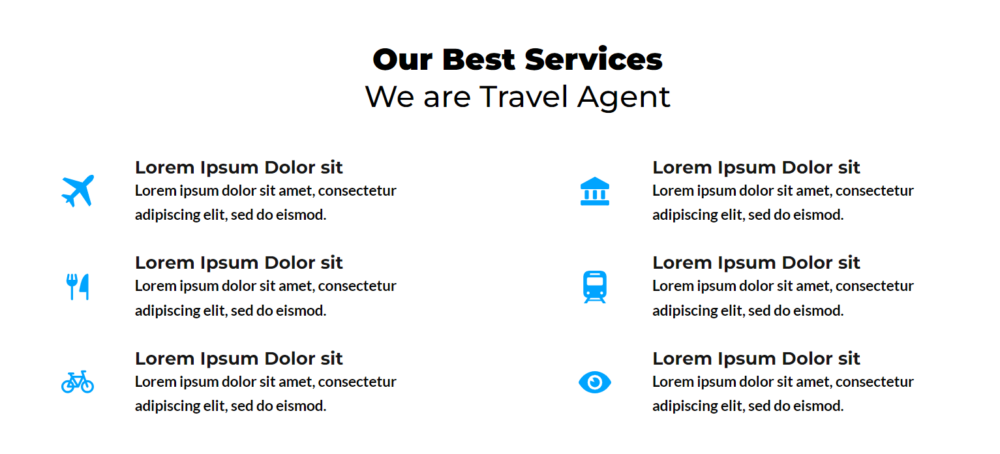 Our Best Services
We are Travel Agent
Lorem Ipsum Dolor sit
Lorem ipsum dolor sit amet, consectetur
adipiscing elit, sed do eismod.
Lorem Ipsum Dolor sit
Lorem ipsum dolor sit amet, consectetur
adipiscing elit, sed do eismod.
Lorem Ipsum Dolor sit
Lorem ipsum dolor sit amet, consectetur
adipiscing elit, sed do eismod.
Lorem Ipsum Dolor sit
Lorem ipsum dolor sit amet, consectetur
adipiscing elit, sed do eismod.
Lorem Ipsum Dolor sit
Lorem ipsum dolor sit amet, consectetur
adipiscing elit, sed do eismod.
Lorem Ipsum Dolor sit
Lorem ipsum dolor sit amet, consectetur
adipiscing elit, sed do eismod.